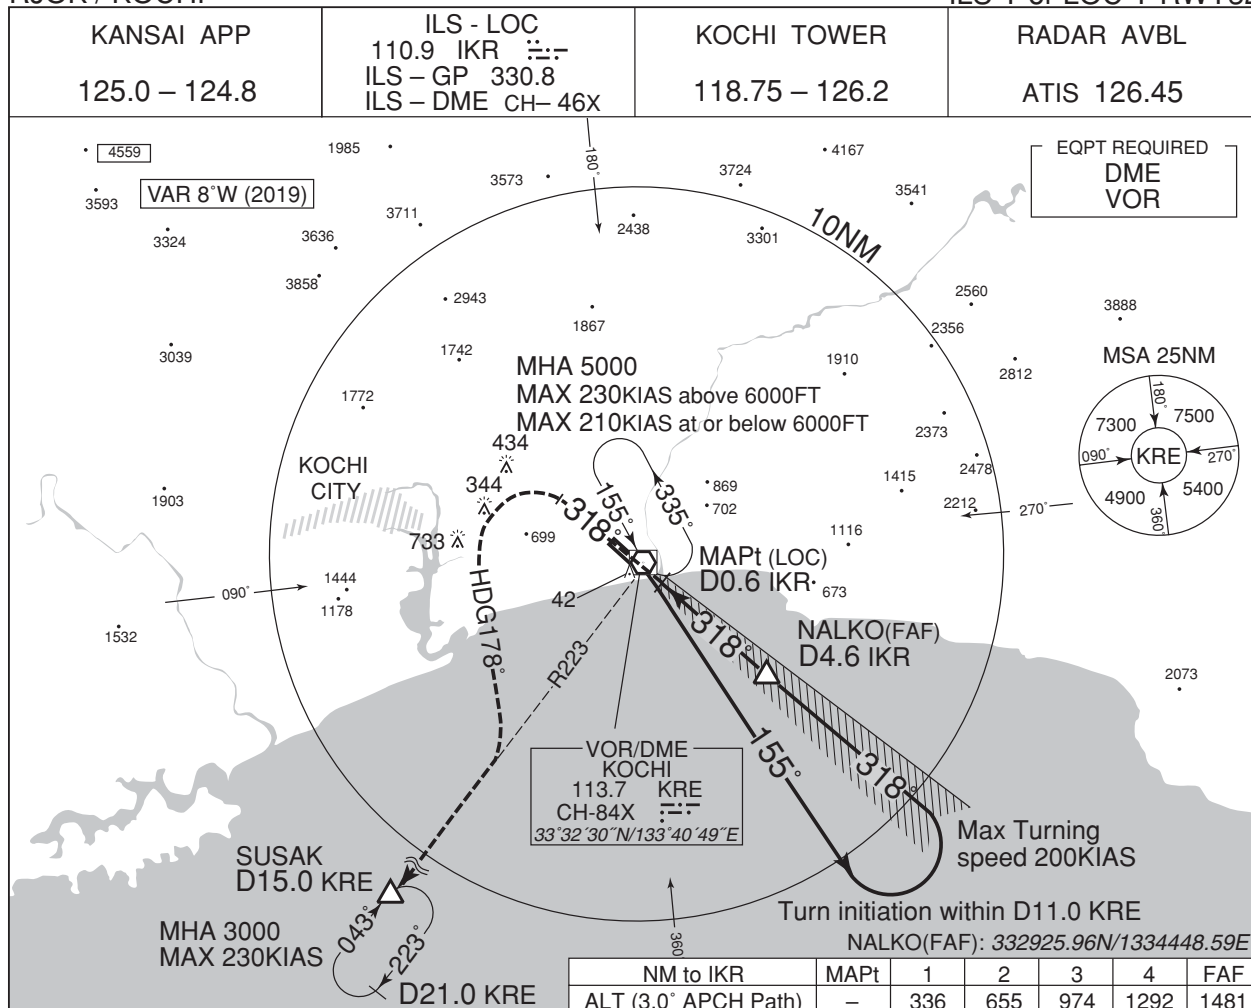 KANSAI APP
125.0 – 124.8
ILS - LOC
110.9 IKR
ILS – GP 330.8
ILS – DME CH– 46X
KOCHI TOWER
118.75 – 126.2
RADAR AVBL
ATIS 126.45
EQPT REQUIRED
DME
VOR
VAR 8°W (2019)
4559
3593
3324
1985
3573
3711
3636
3858
180°
2438
3724
3301
4167
3541
10NM
2943
1867
1742
1772
3039
1903
2560
2356
3888
2812
1910
2373
2478
1415
2212
270°
MSA 25NM
180°
7300
7500
090°
KRE
270°
4900
5400
360°
MHA 5000
MAX 230KIAS above 6000FT
MAX 210KIAS at or below 6000FT
KOCHI
CITY
434
344
733
699
869
702
1116
673
155°
335°
318°
MAPt (LOC)
D0.6 IKR
42
090°
1444
1178
1532
HDG178°
R223
318°
NALKO(FAF)
D4.6 IKR
2073
155°
318°
VOR/DME
KOCHI
113.7 KRE
CH-84X
33°32´30˝N/133°40´49˝E
Max Turning
speed 200KIAS
SUSAK
D15.0 KRE
043°
223°
MHA 3000
MAX 230KIAS
D21.0 KRE
360°
Turn initiation within D11.0 KRE
NALKO(FAF): 332925.96N/1334448.59E
NM to IKR MAPt 1 2 3 4 FAF
ALT (3.0° APCH Path) – 336 655 974 1292 1481